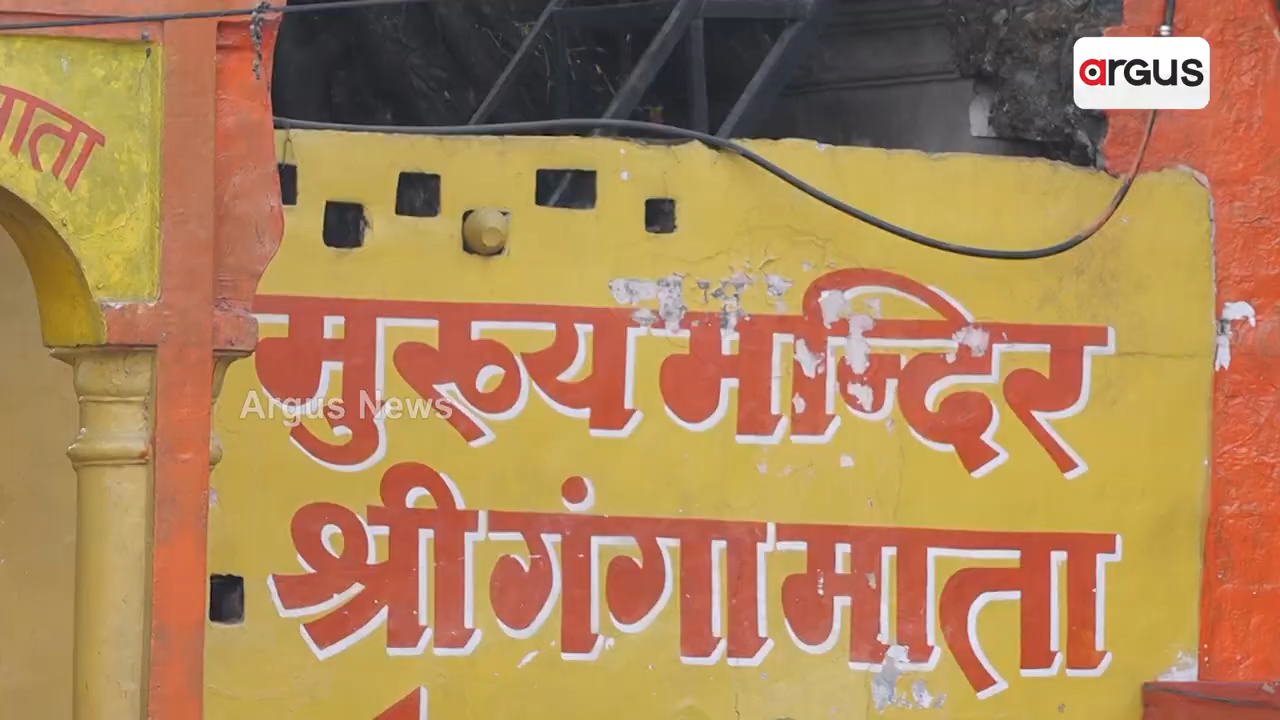 argus
माता
मुख्य मन्दिर
Argus News
श्री गंगा माता